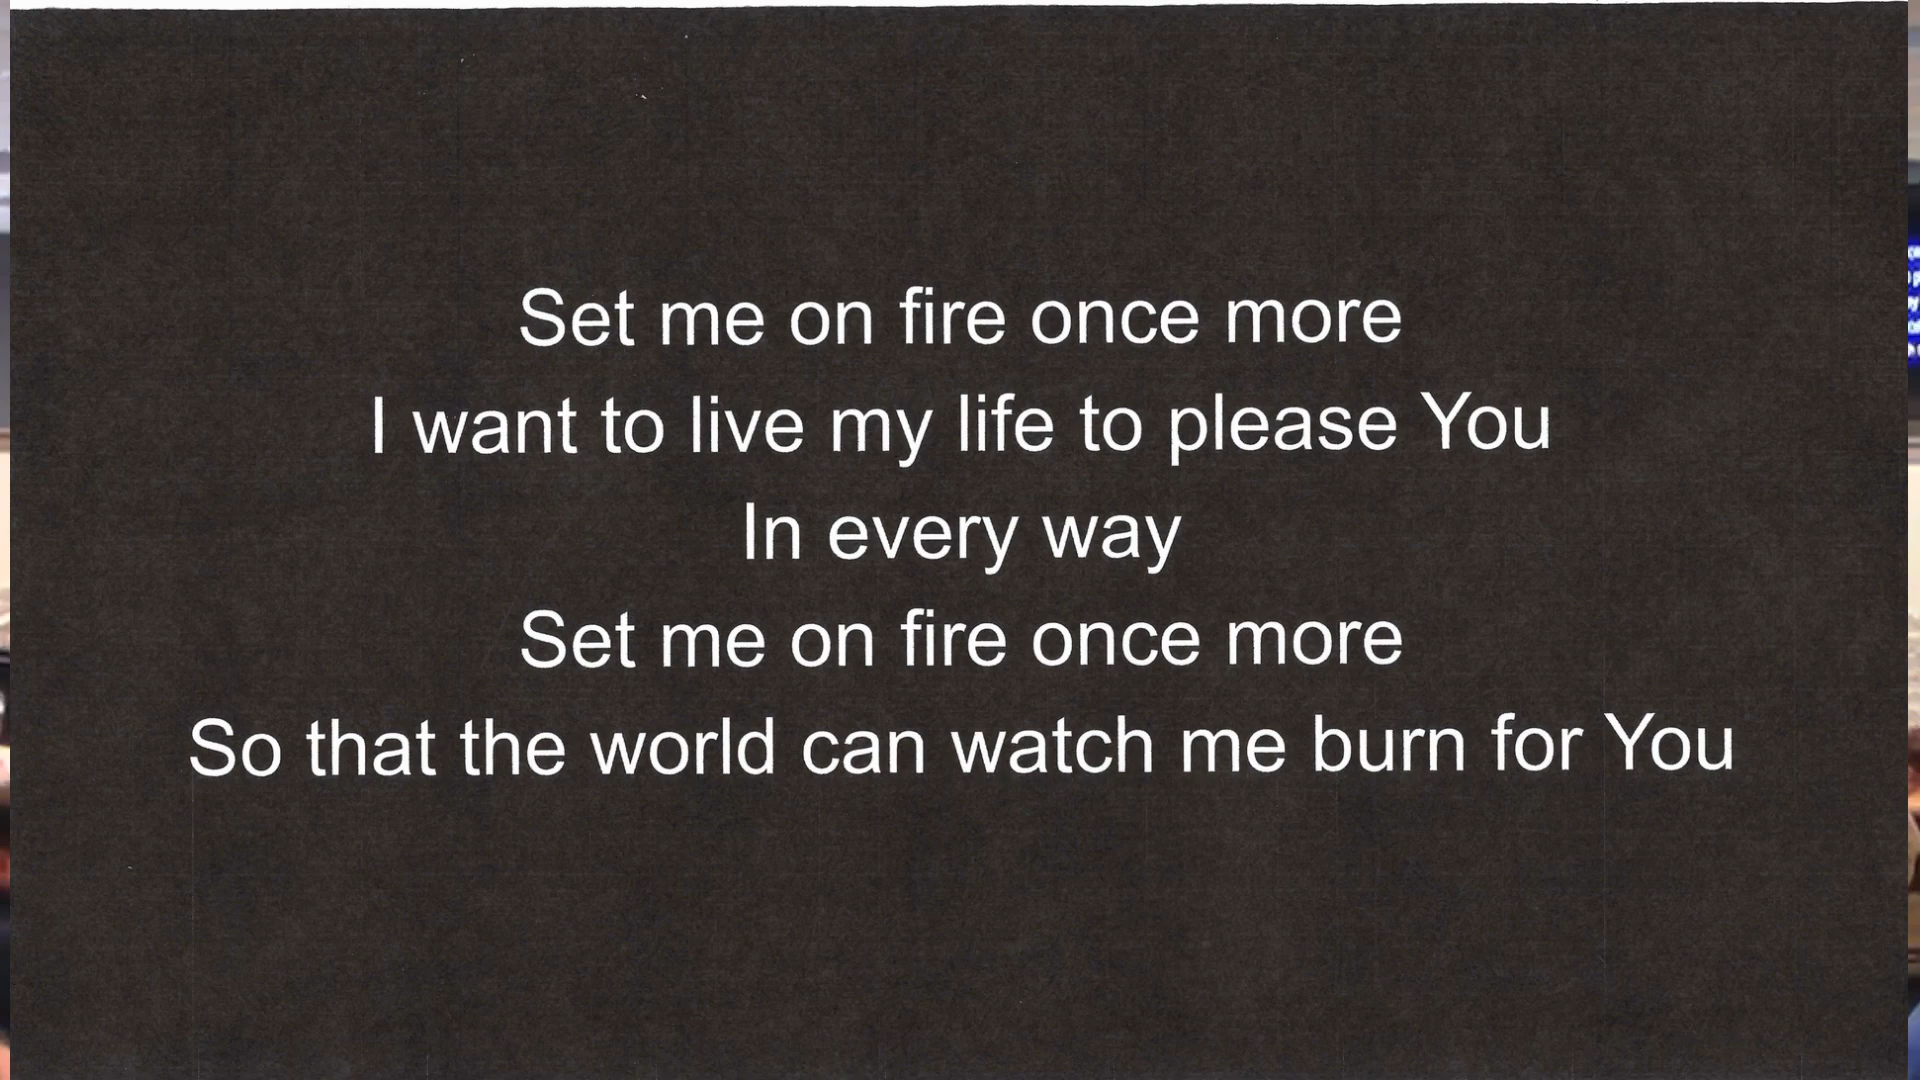 Set me on fire once more
I want to live my life to please You
In every way
Set me on fire once more
So that the world can watch me burn for You